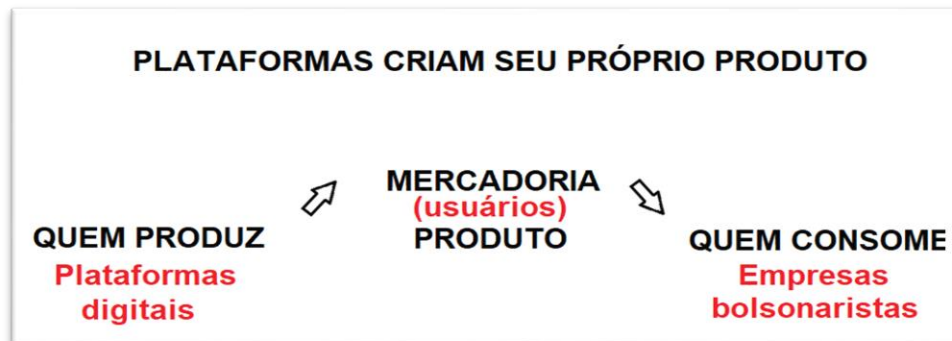 PLATAFORMAS CRIAM SEU PRÓPRIO PRODUTO
MERCADORIA
(usuários)
PRODUTO
QUEM PRODUZ
Plataformas
digitais
QUEM CONSOME
Empresas
bolsonaristas